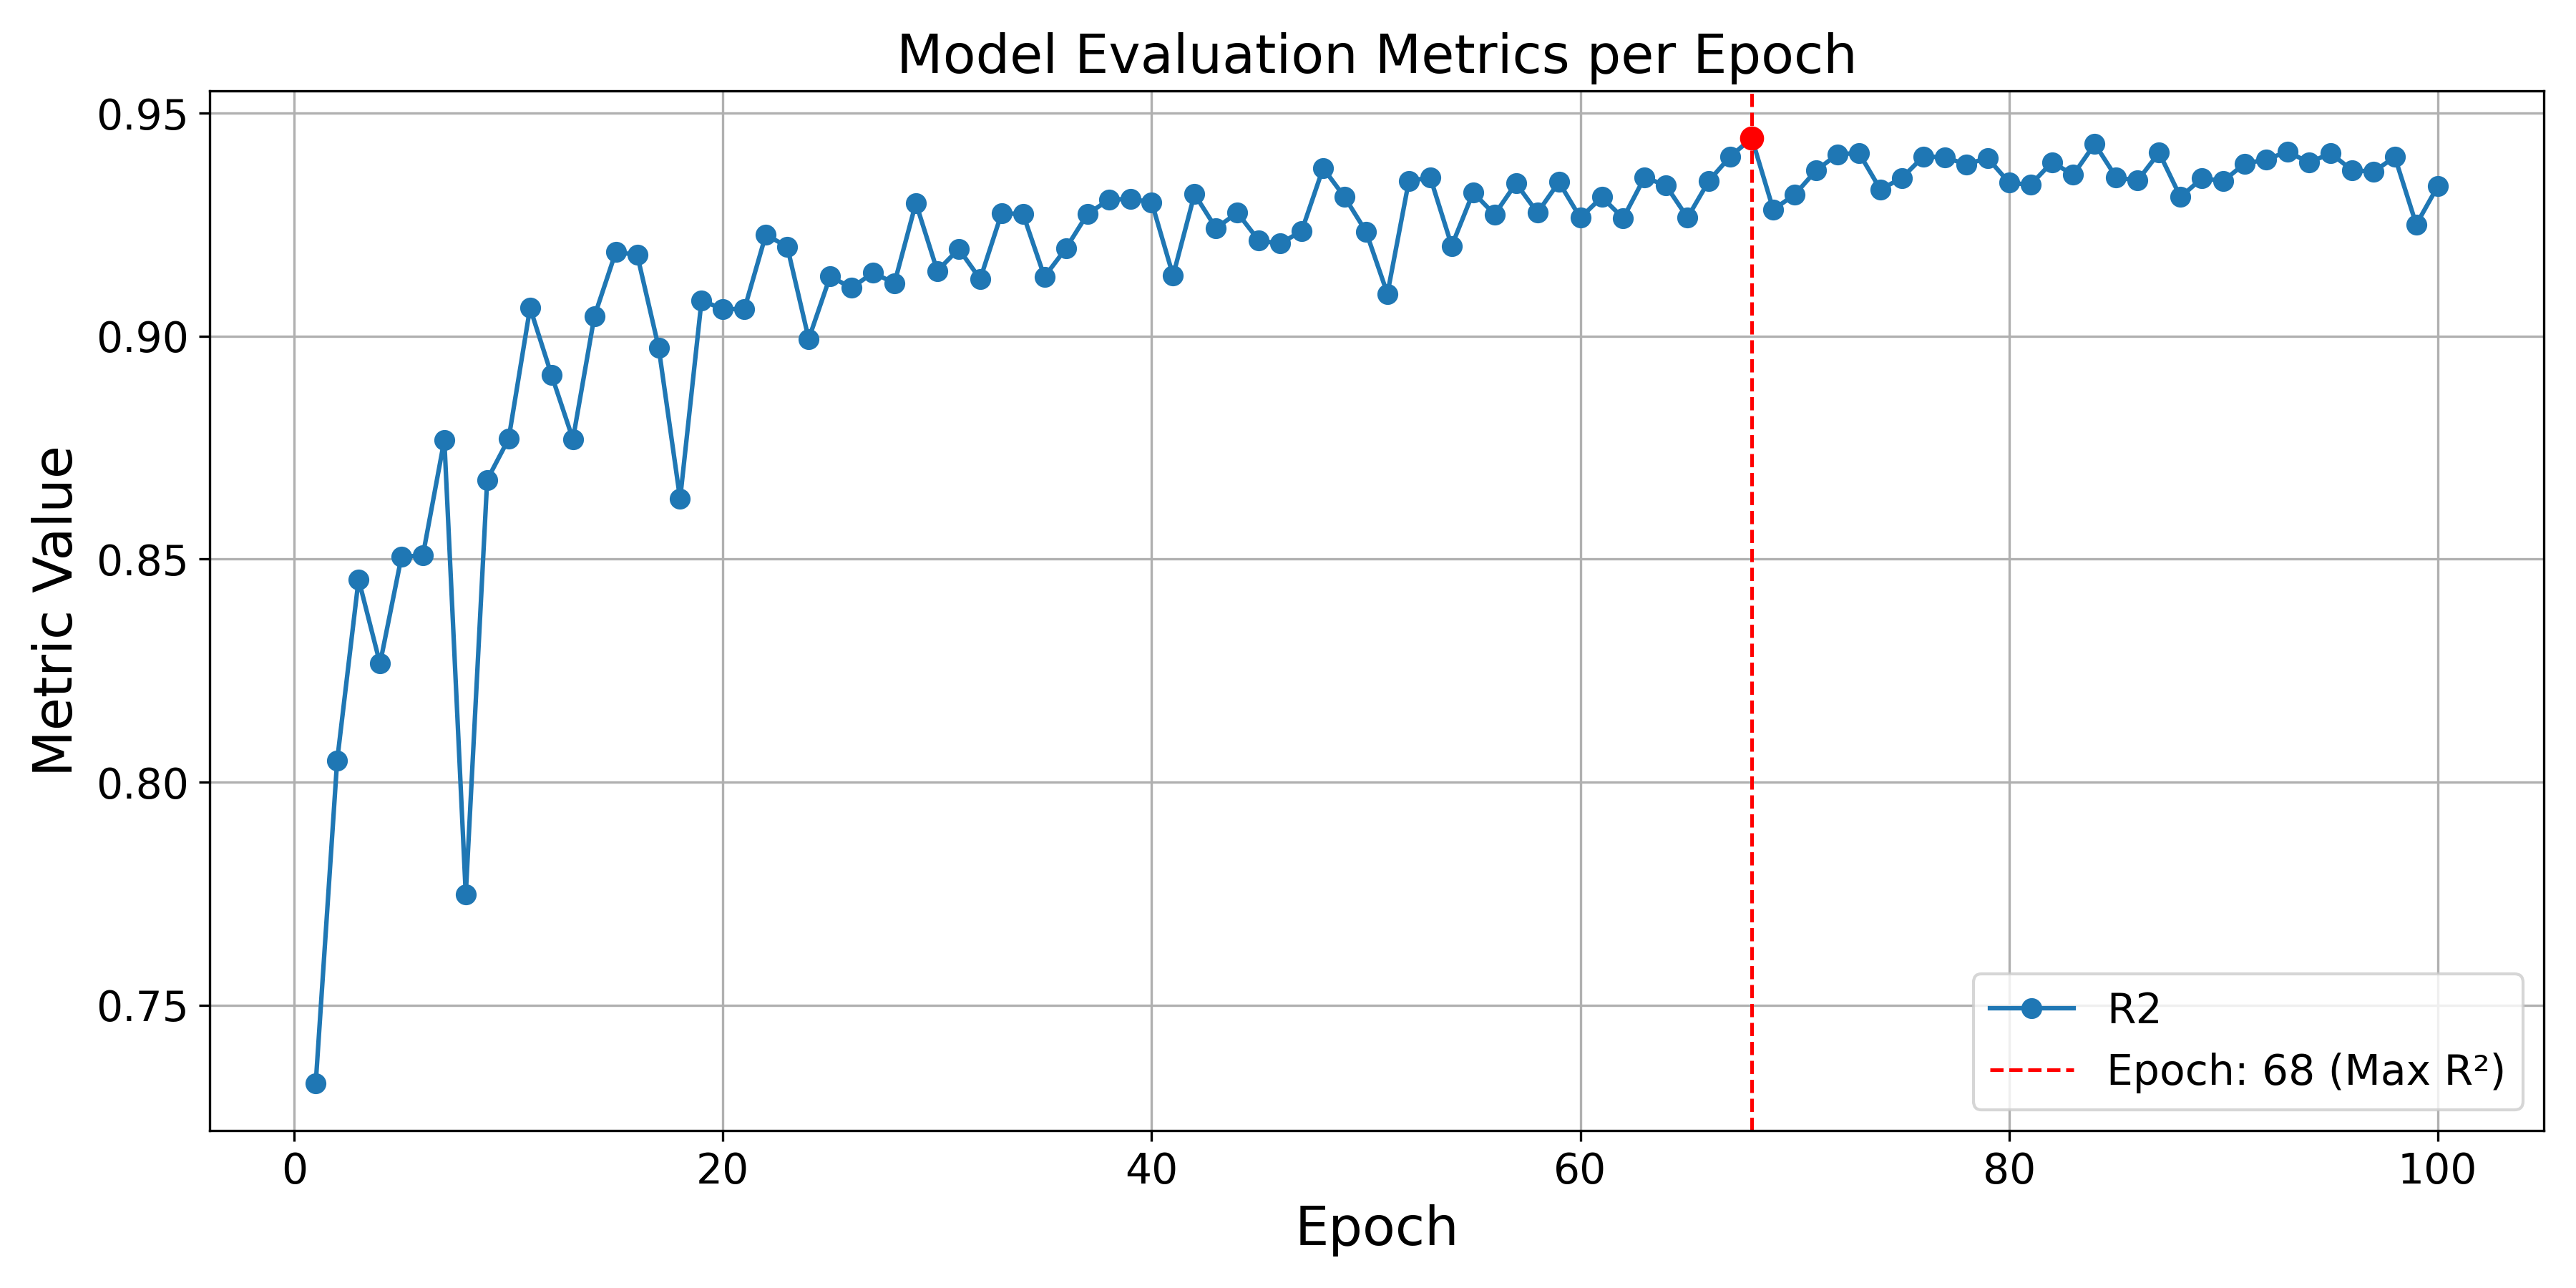 Model Evaluation Metrics per Epoch
0.95
0.90
0.85
0.80
0.75
Metric Value
0
20
40
60
80
100
Epoch
R2
Epoch: 68 (Max R²)